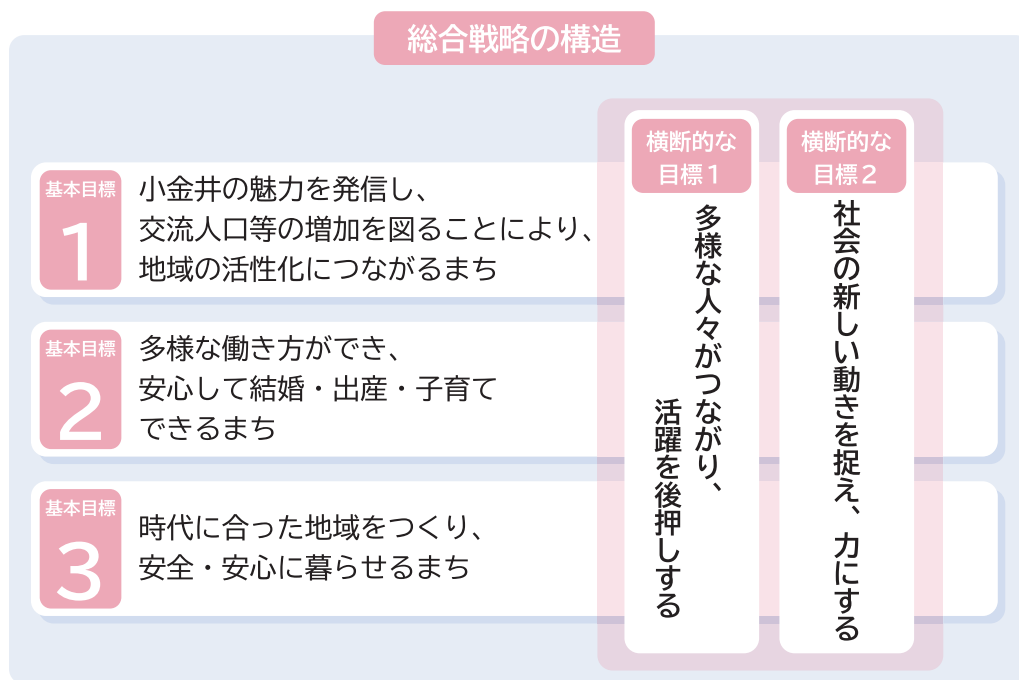 総合戦略の構造
基本目標
1
小金井の魅力を発信し、
交流人口等の増加を図ることにより、
地域の活性化につながるまち
基本目標
2
多様な働き方ができ、
安心して結婚・出産・子育て
できるまち
基本目標
3
時代に合った地域をつくり、
安全・安心に暮らせるまち
横断的な
目標1
多様な人々がつながり、
活躍を後押しする
横断的な
目標2
社会の新しい動きを捉え、力にする